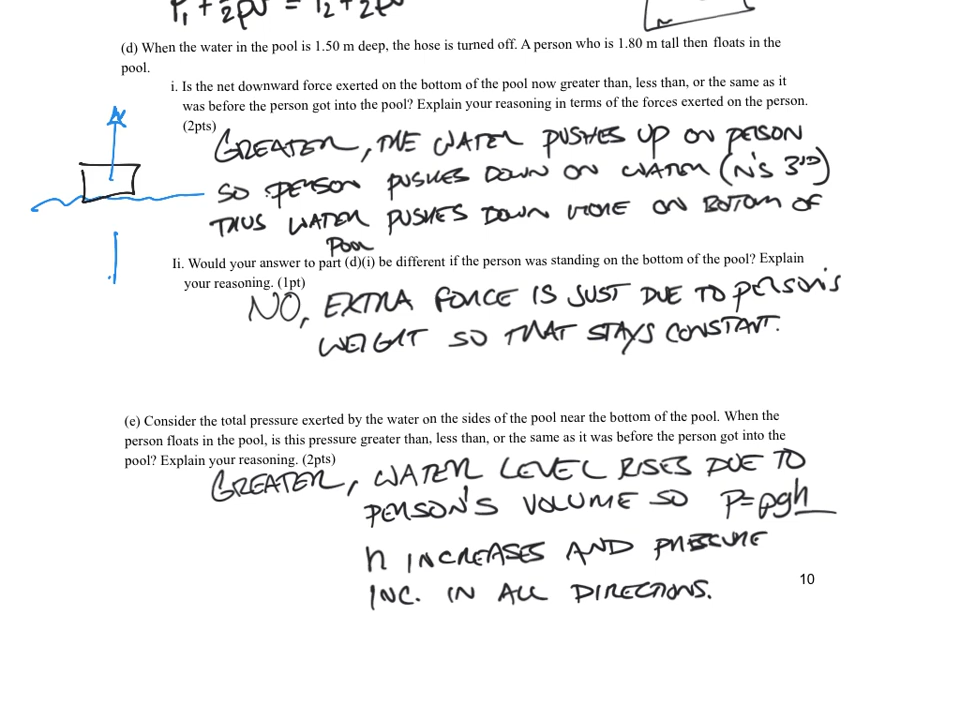 P₁ + ½ρv = P₂ + ½ρv
(d) When the water in the pool is 1.50 m deep, the hose is turned off. A person who is 1.80 m tall then floats in the
pool.
i. Is the net downward force exerted on the bottom of the pool now greater than, less than, or the same as it
was before the person got into the pool? Explain your reasoning in terms of the forces exerted on the person.
(2pts)
GREATER, THE WATER PUSHES UP ON PERSON
SO PERSON PUSHES DOWN ON WATER (N'S 3RD)
THUS WATER PUSHES DOWN MORE ON BOTTOM OF
POOL
Ii. Would your answer to part (d)(i) be different if the person was standing on the bottom of the pool? Explain
your reasoning. (1pt)
NO, EXTRA FORCE IS JUST DUE TO PERSON'S
WEIGHT SO THAT STAYS CONSTANT.
(e) Consider the total pressure exerted by the water on the sides of the pool near the bottom of the pool. When the
person floats in the pool, is this pressure greater than, less than, or the same as it was before the person got into the
pool? Explain your reasoning. (2pts)
GREATER, WATER LEVEL RISES DUE TO
PERSON'S VOLUME SO P=ρgh
h INCREASES AND PRESSURE
INC. IN ALL DIRECTIONS.
10